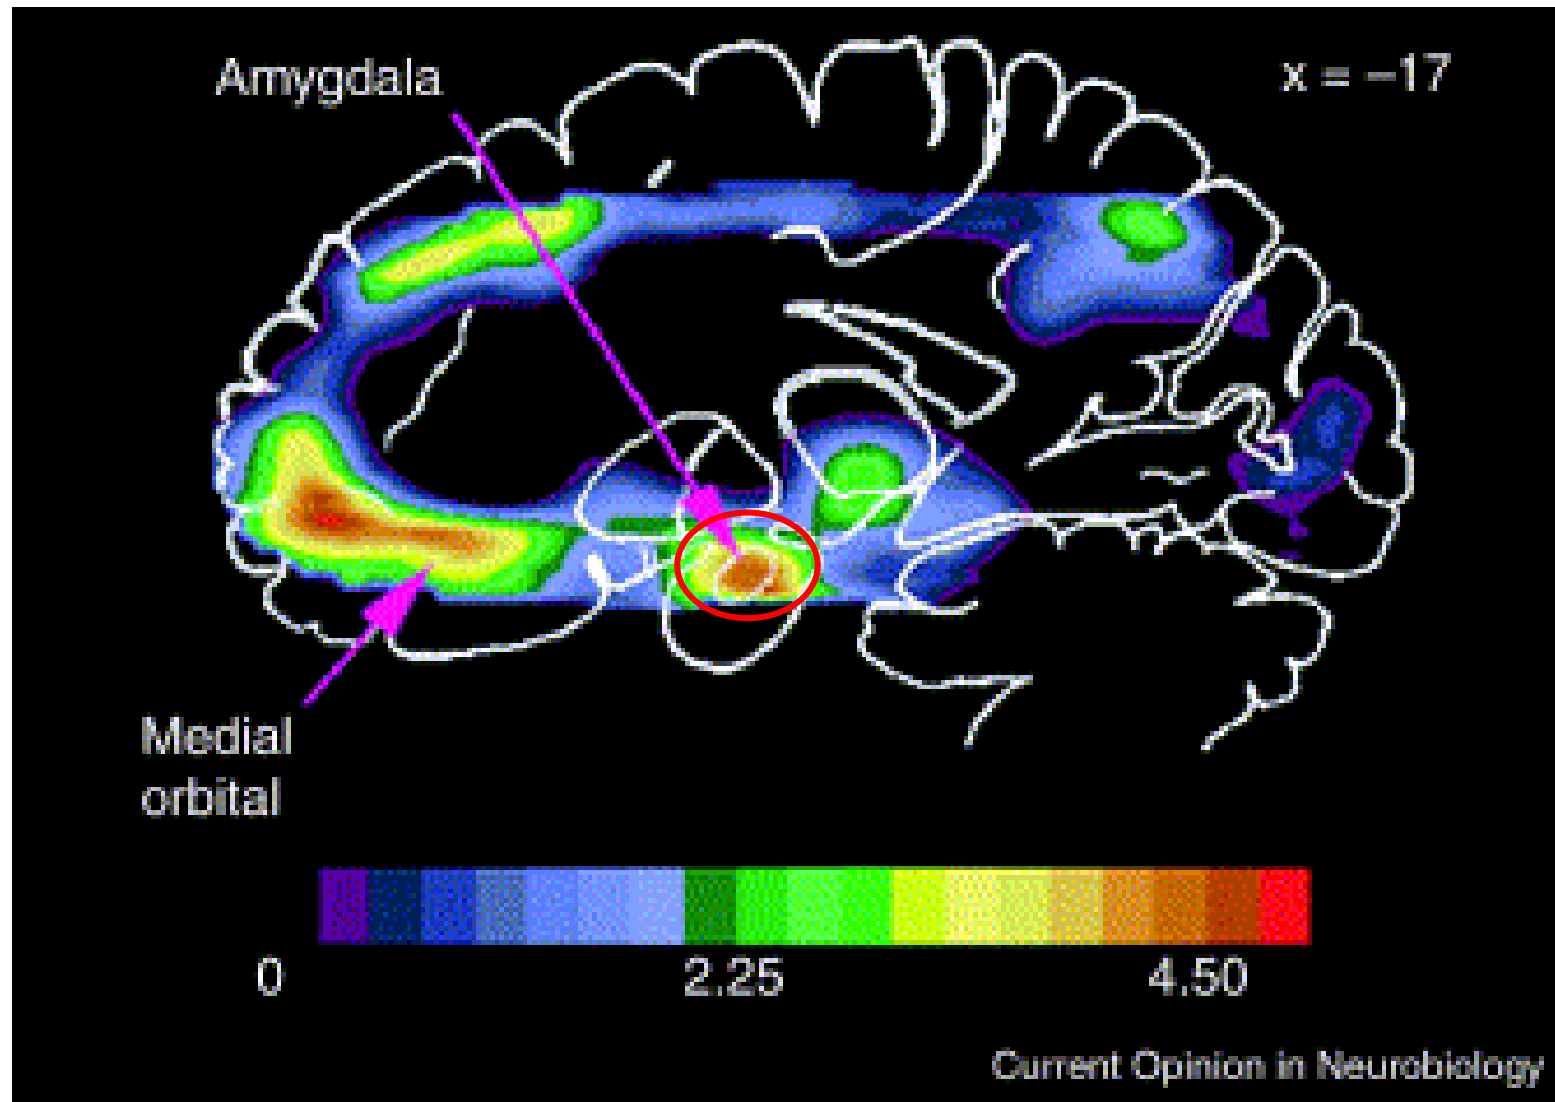 Amygdala
x = −17
Medial
orbital
0
2.25
4.50
Current Opinion in Neurobiology